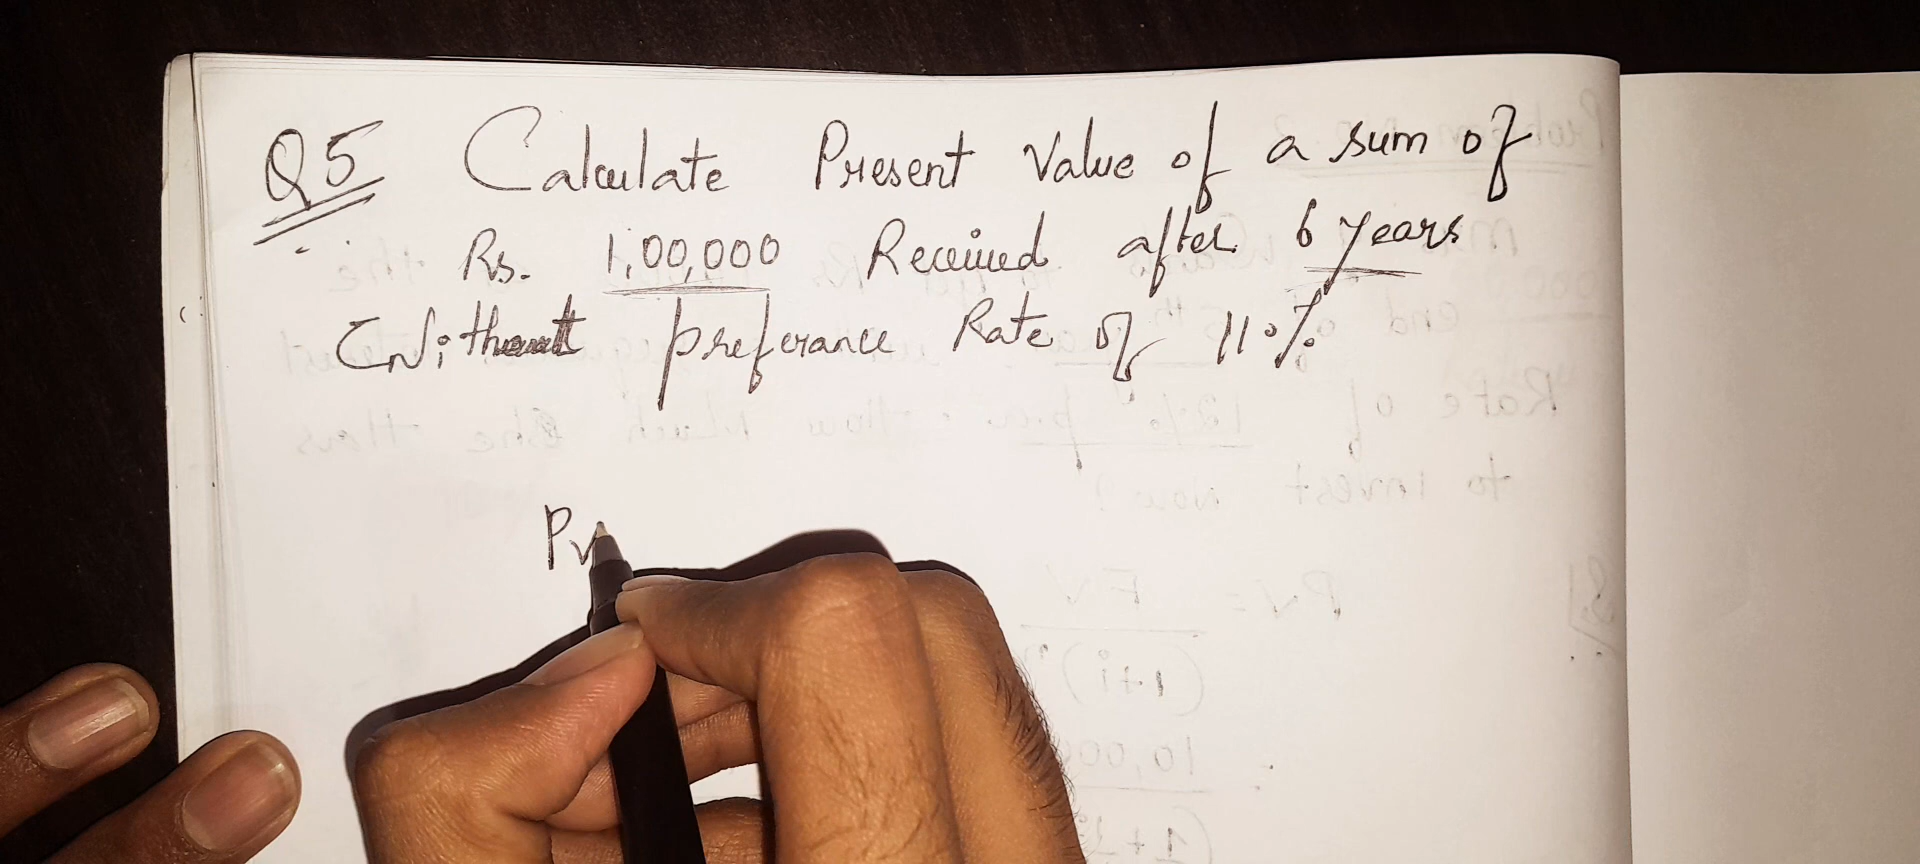 Q5 Calculate Present Value of a sum of
Rs. 1,00,000 Received after 6 years
With preferance Rate of 11%
Pv